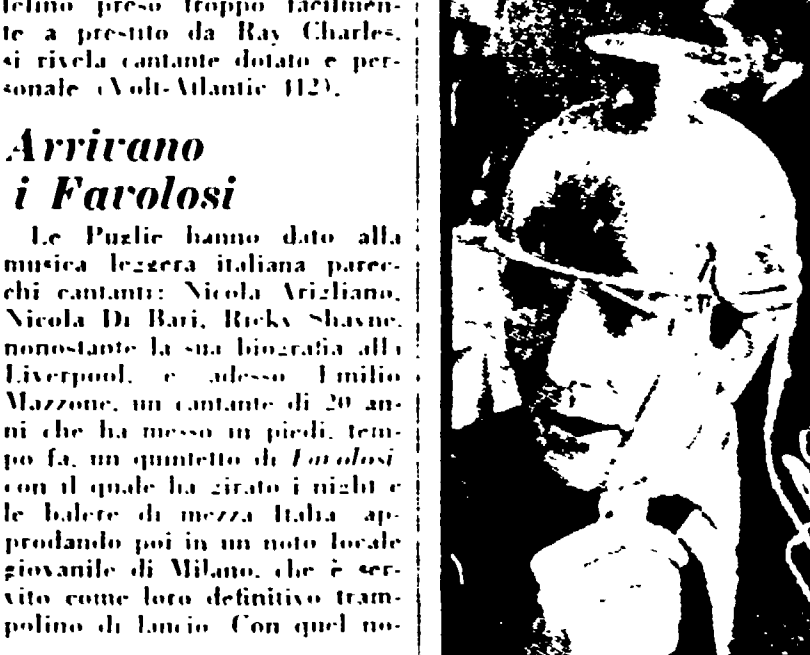 felino preso troppo facilmen-
te a prestito da Ray Charles,
si rivela cantante dotato e per-
sonale (Volt-Atlantic 412).
Arrivano
i Favolosi
Le Puglie hanno dato alla
musica leggera italiana parec-
chi cantanti: Nicola Arigliano,
Nicola Di Bari, Ricky Shayne,
nonostante la sua biografia alla
Liverpool, e adesso Emilio
Mazzone, un cantante di 20 an-
ni che ha messo in piedi, tem-
po fa, un quintetto di Favolosi
con il quale ha girato i night e
le balere di mezza Italia ap-
prodando poi in un noto locale
giovanile di Milano, che è ser-
vito come loro definitivo tram-
polino di lancio. Con quel no-